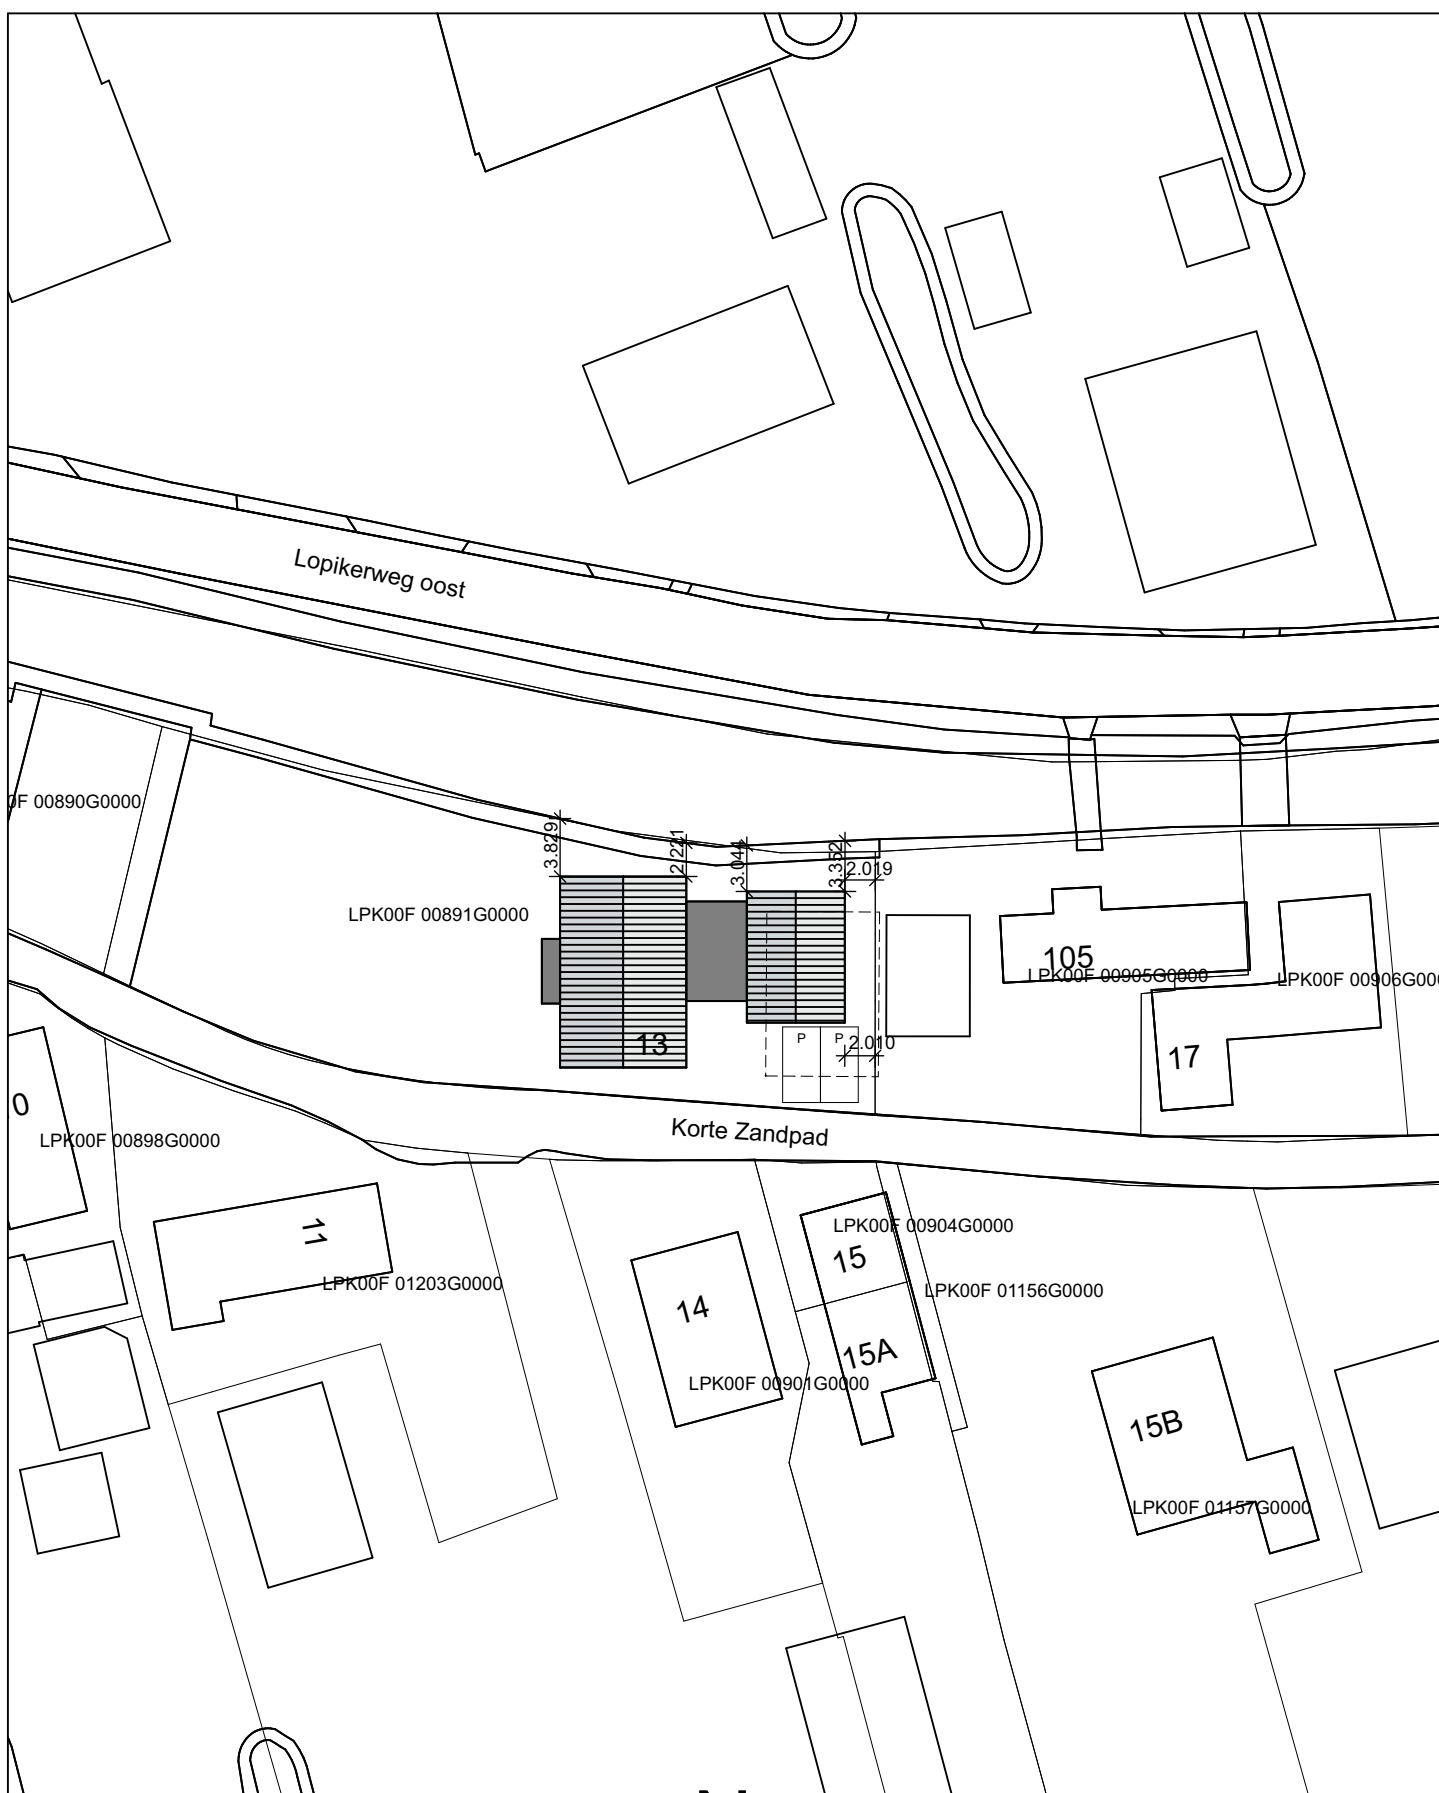 Lopikerweg oost
0F 00890G0000
3.829
2.221
3.044
3.352
2.019
LPK00F 00891G0000
105
LPK00F 00905G0000
LPK00F 00906G000
13
P
P
2.010
17
0
Korte Zandpad
LPK00F 00898G0000
11
LPK00F 00904G0000
15
LPK00F 01203G0000
LPK00F 01156G0000
14
15A
LPK00F 00901G0000
15B
LPK00F 01157G0000